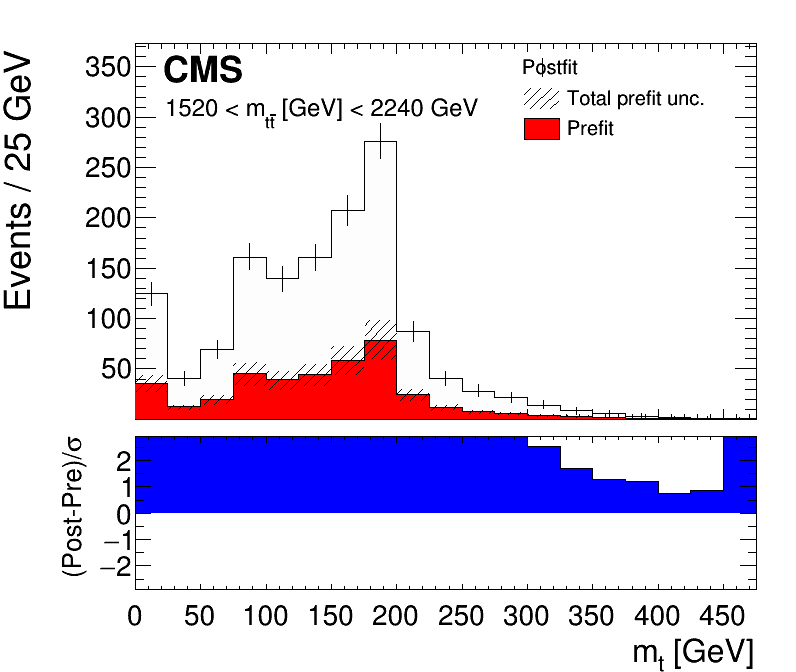 CMS
1520 < m_tt̄ [GeV] < 2240 GeV
Postfit
Total prefit unc.
Prefit
Events / 25 GeV
350
300
250
200
150
100
50
(Post-Pre)/σ
2
1
0
−1
−2
0 50 100 150 200 250 300 350 400 450
m_t [GeV]